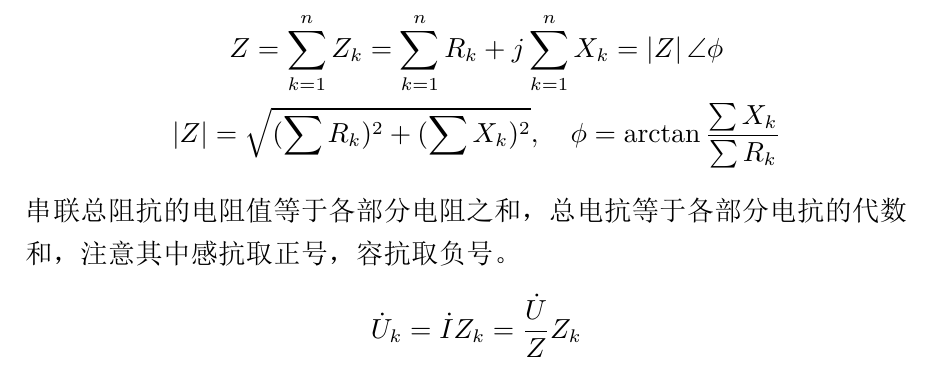 Z = \sum_{k=1}^{n} Z_k = \sum_{k=1}^{n} R_k + j \sum_{k=1}^{n} X_k = |Z| \angle\phi
|Z| = \sqrt{(\sum R_k)^2 + (\sum X_k)^2}, \quad \phi = \arctan \frac{\sum X_k}{\sum R_k}
串联总阻抗的电阻值等于各部分电阻之和，总电抗等于各部分电抗的代数
和，注意其中感抗取正号，容抗取负号。
\dot{U}_k = \dot{I} Z_k = \frac{\dot{U}}{Z} Z_k